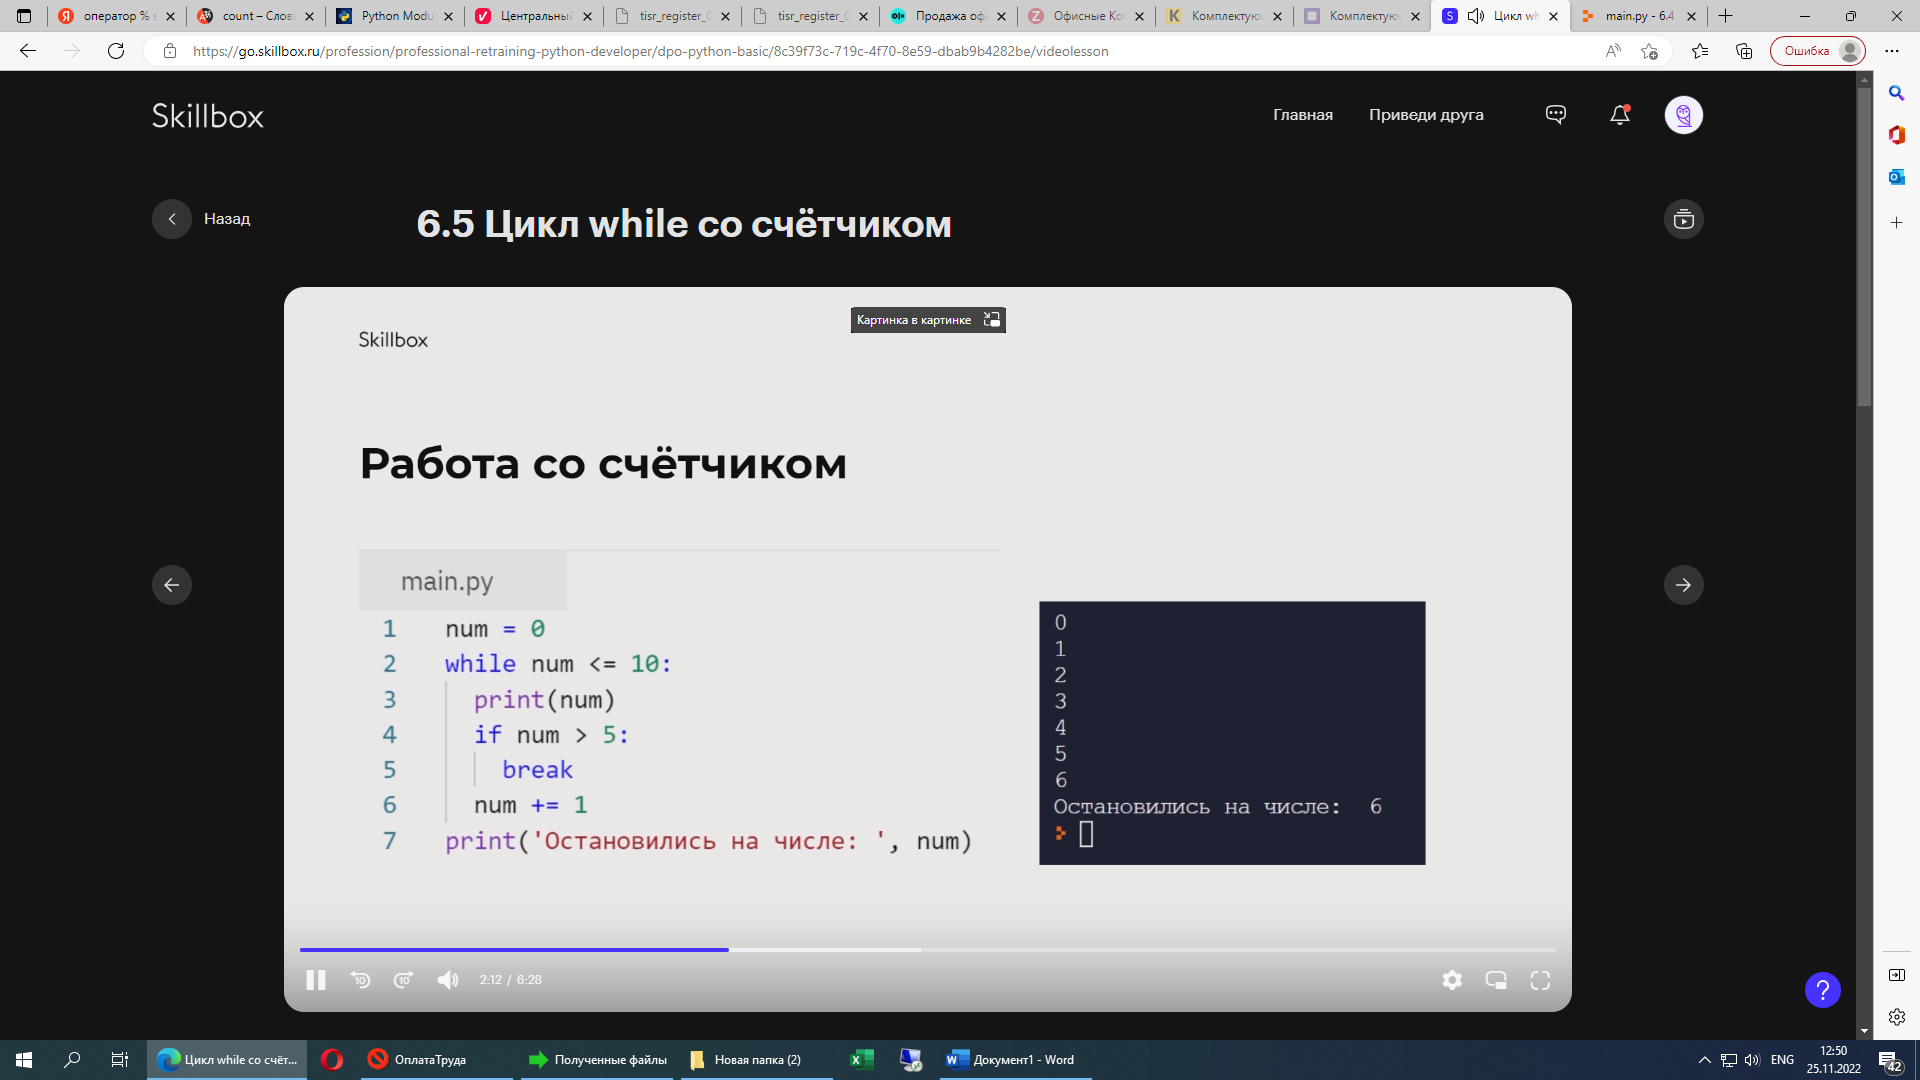 оператор % в
count – Слова
Python Modu
Центральный
tisr_register_0
tisr_register_0
Продажа офи
Офисные Ко
Комплектую
Комплектую
Цикл wh
main.py - 6.4
https://go.skillbox.ru/profession/professional-retraining-python-developer/dpo-python-basic/8c39f73c-719c-4f70-8e59-dbab9b4282be/videolesson
Ошибка
Skillbox
Главная
Приведи друга
Назад
6.5 Цикл while со счётчиком
Картинка в картинке
Skillbox
Работа со счётчиком
main.py
1 num = 0
2 while num <= 10:
3 print(num)
4 if num > 5:
5 break
6 num += 1
7 print('Остановились на числе: ', num)
0
1
2
3
4
5
6
Остановились на числе:  6
2:12 / 6:28
?
Цикл while со счёт...
ОплатаТруда
Полученные файлы
Новая папка (2)
Документ1 - Word
ENG
12:50
25.11.2022
42